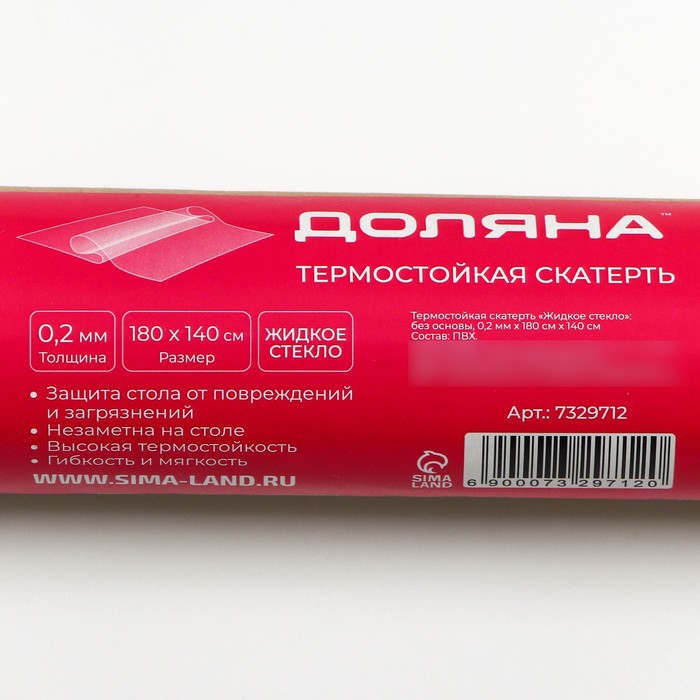 ДОЛЯНА™
ТЕРМОСТОЙКАЯ СКАТЕРТЬ
0,2 мм
Толщина
180 х 140 см
Размер
ЖИДКОЕ
СТЕКЛО
• Защита стола от повреждений
и загрязнений
• Незаметна на столе
• Высокая термостойкость
• Гибкость и мягкость
WWW.SIMA-LAND.RU
Термостойкая скатерть «Жидкое стекло»:
без основы, 0,2 мм х 180 см х 140 см
Состав: ПВХ.
Арт.: 7329712
SIMA
LAND
6 900073 297120